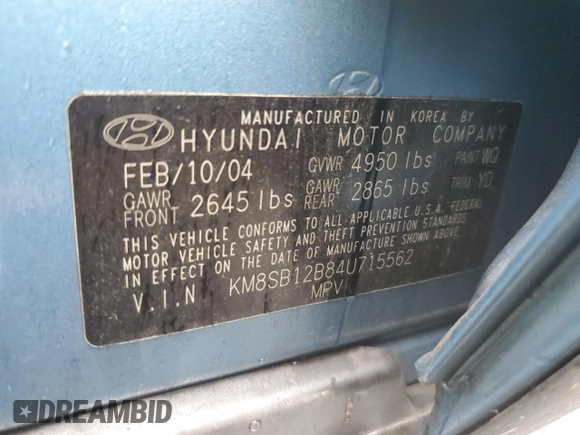 MANUFACTURED IN KOREA BY
HYUNDAI MOTOR COMPANY
FEB/10/04 GVWR 4950 lbs PAINT WQ
GAWR FRONT 2645 lbs GAWR REAR 2865 lbs TRIM YD
THIS VEHICLE CONFORMS TO ALL APPLICABLE U.S.A. FEDERAL
MOTOR VEHICLE SAFETY AND THEFT PREVENTION STANDARDS
IN EFFECT ON THE DATE OF MANUFACTURE SHOWN ABOVE.
V.I.N KM8SB12B84U715562
MPV
DREAMBID